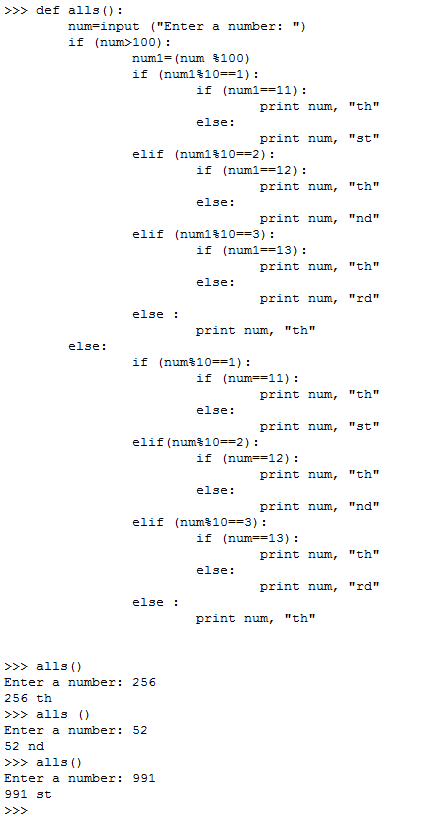 >>> def alls():
        num=input ("Enter a number: ")
        if (num>100):
                num1=(num %100)
                if (num1%10==1):
                        if (num1==11):
                                print num, "th"
                        else:
                                print num, "st"
                elif (num1%10==2):
                        if (num1==12):
                                print num, "th"
                        else:
                                print num, "nd"
                elif (num1%10==3):
                        if (num1==13):
                                print num, "th"
                        else:
                                print num, "rd"
                else :
                        print num, "th"
        else:
                if (num%10==1):
                        if (num==11):
                                print num, "th"
                        else:
                                print num, "st"
                elif(num%10==2):
                        if (num==12):
                                print num, "th"
                        else:
                                print num, "nd"
                elif (num%10==3):
                        if (num==13):
                                print num, "th"
                        else:
                                print num, "rd"
                else :
                        print num, "th"
>>> alls()
Enter a number: 256
256 th
>>> alls ()
Enter a number: 52
52 nd
>>> alls()
Enter a number: 991
991 st
>>>